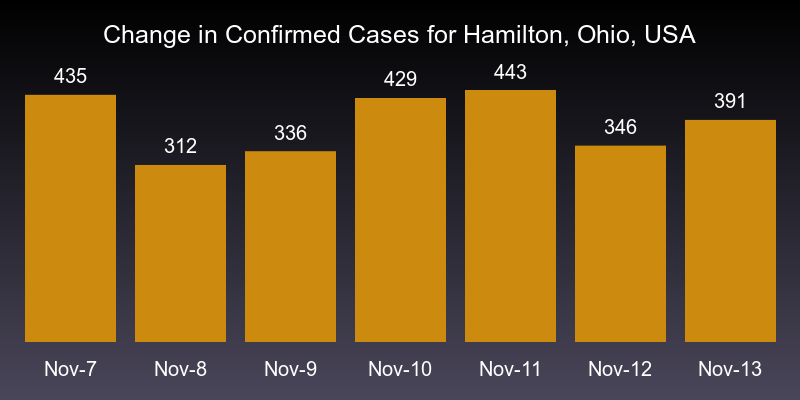 Change in Confirmed Cases for Hamilton, Ohio, USA
435
312
336
429
443
346
391
Nov-7
Nov-8
Nov-9
Nov-10
Nov-11
Nov-12
Nov-13